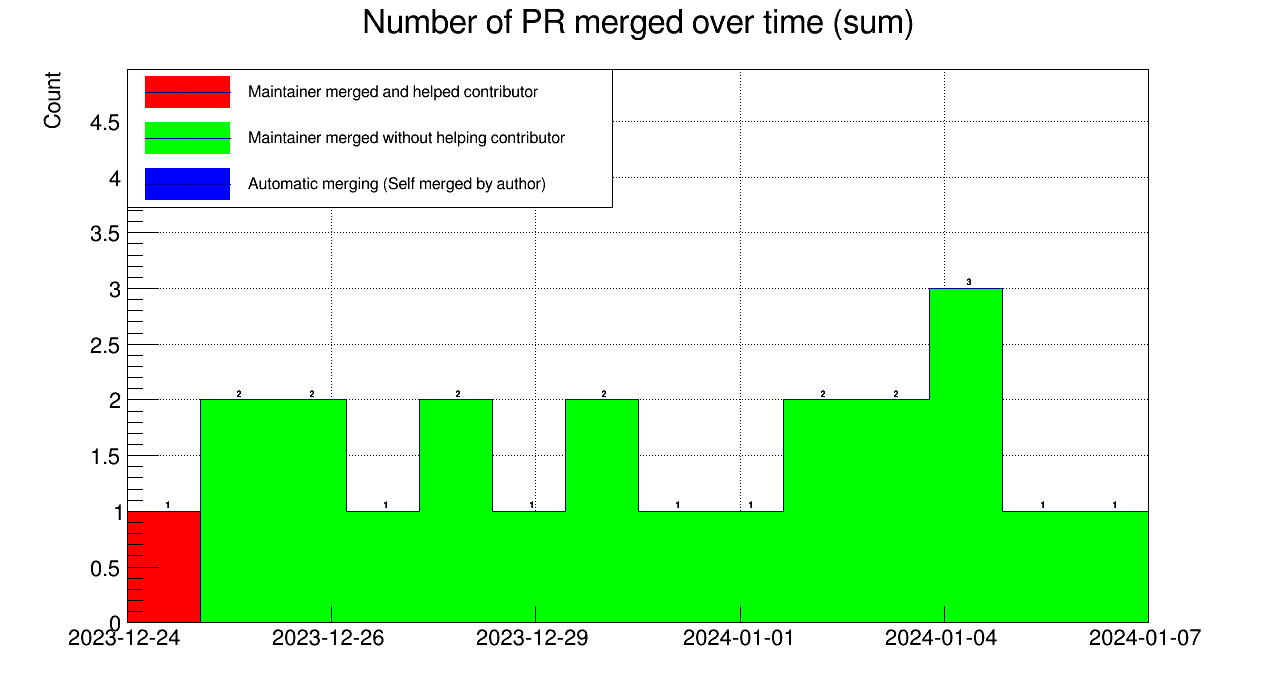 Number of PR merged over time (sum)
Count
Maintainer merged and helped contributor
Maintainer merged without helping contributor
Automatic merging (Self merged by author)
4.5
4
3.5
3
2.5
2
1.5
1
0.5
0
1 2 2 1 2 1 2 1 1 2 2 3 1 1
2023-12-24 2023-12-26 2023-12-29 2024-01-01 2024-01-04 2024-01-07